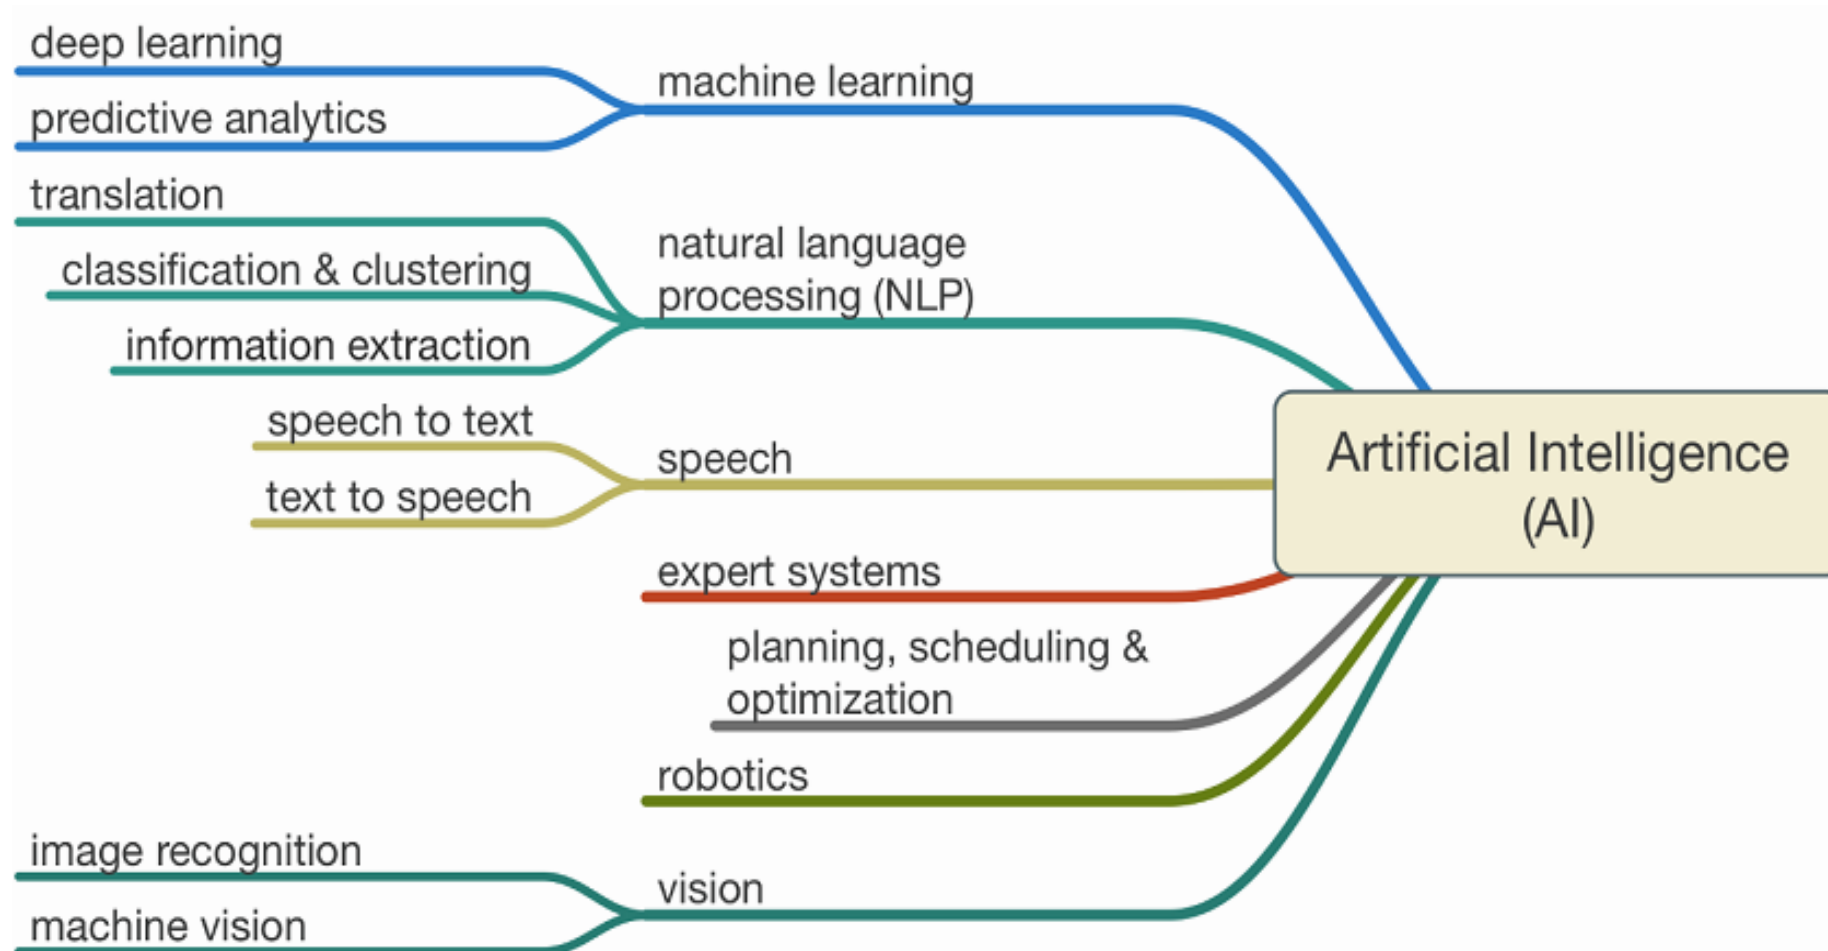 deep learning
machine learning
predictive analytics
translation
natural language
processing (NLP)
classification & clustering
information extraction
speech to text
speech
text to speech
Artificial Intelligence
(AI)
expert systems
planning, scheduling &
optimization
robotics
image recognition
vision
machine vision